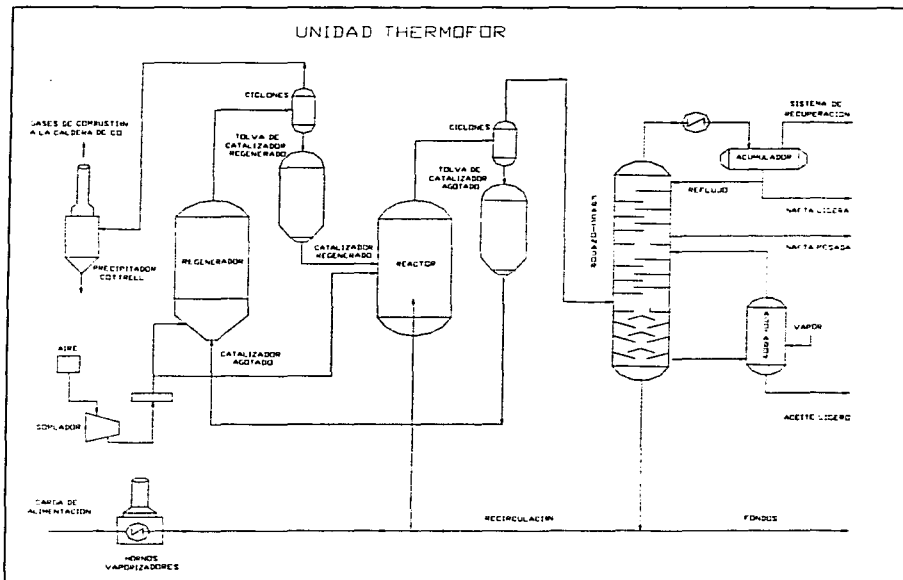 UNIDAD THERMOFOR
CICLONES
GASES DE COMBUSTION
A LA CALDERA DE CO
TOLVA DE
CATALIZADOR
REGENERADO
CICLONES
TOLVA DE
CATALIZADOR
AGOTADO
SISTEMA DE
RECUPERACION
ACUMULADOR
REFLUJO
NAFTA LIGERA
NAFTA PESADA
PRECIPITADOR
COTTRELL
REGENERADOR
CATALIZADOR
REGENERADO
REACTOR
VAPOR
AIRE
CATALIZADOR
AGOTADO
SOPLADOR
ACEITE LIGERO
CARGA DE
ALIMENTACION
RECIRCULACION
FONDOS
HORNOS
VAPORIZADORES